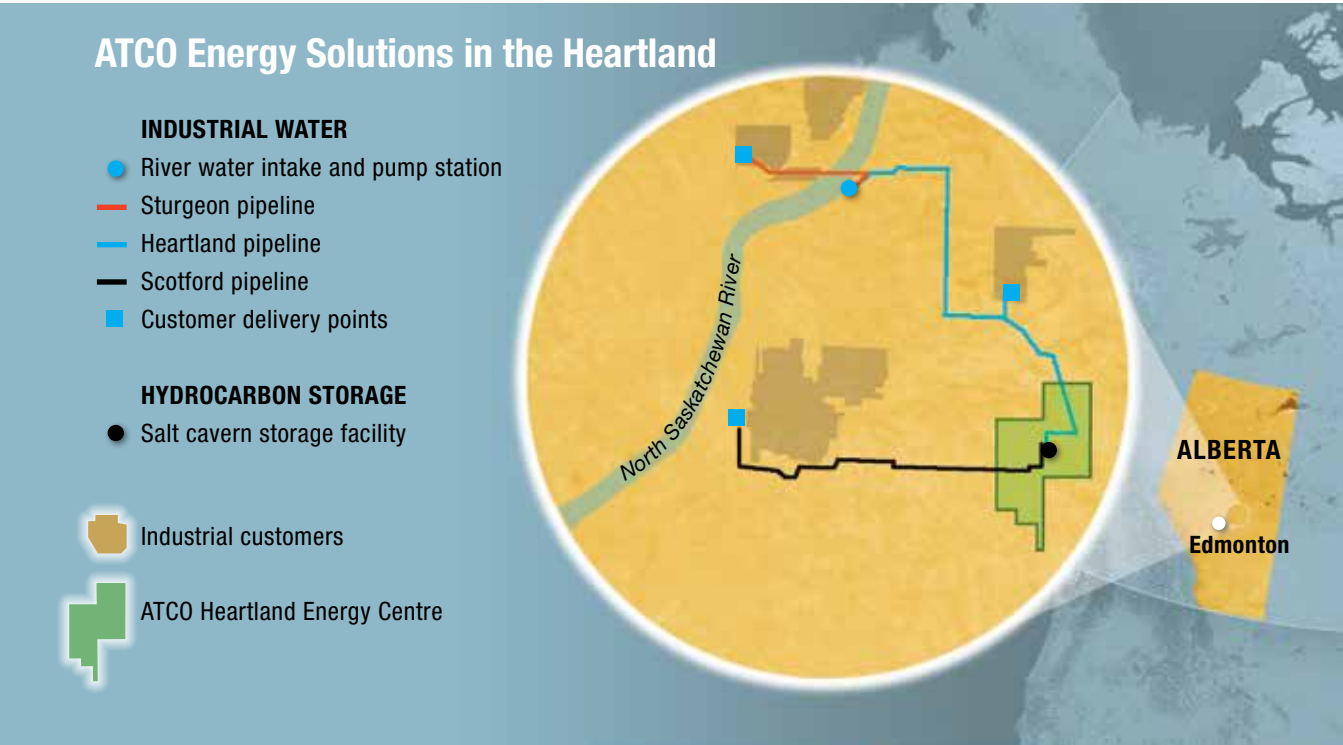 ATCO Energy Solutions in the Heartland
INDUSTRIAL WATER
River water intake and pump station
Sturgeon pipeline
Heartland pipeline
Scotford pipeline
Customer delivery points
HYDROCARBON STORAGE
Salt cavern storage facility
Industrial customers
ATCO Heartland Energy Centre
North Saskatchewan River
ALBERTA
Edmonton